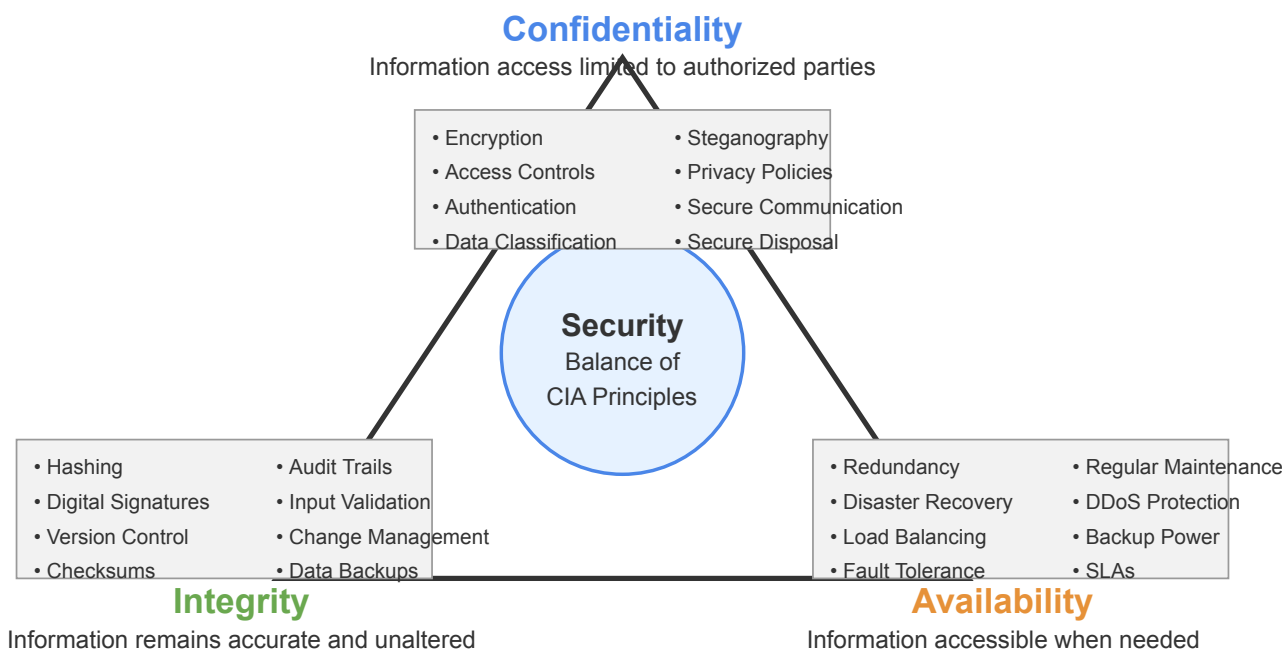 Confidentiality
Information access limited to authorized parties
• Encryption
• Access Controls
• Authentication
• Data Classification
• Steganography
• Privacy Policies
• Secure Communication
• Secure Disposal
Security
Balance of
CIA Principles
• Hashing
• Digital Signatures
• Version Control
• Checksums
• Audit Trails
• Input Validation
• Change Management
• Data Backups
Integrity
Information remains accurate and unaltered
• Redundancy
• Disaster Recovery
• Load Balancing
• Fault Tolerance
• Regular Maintenance
• DDoS Protection
• Backup Power
• SLAs
Availability
Information accessible when needed